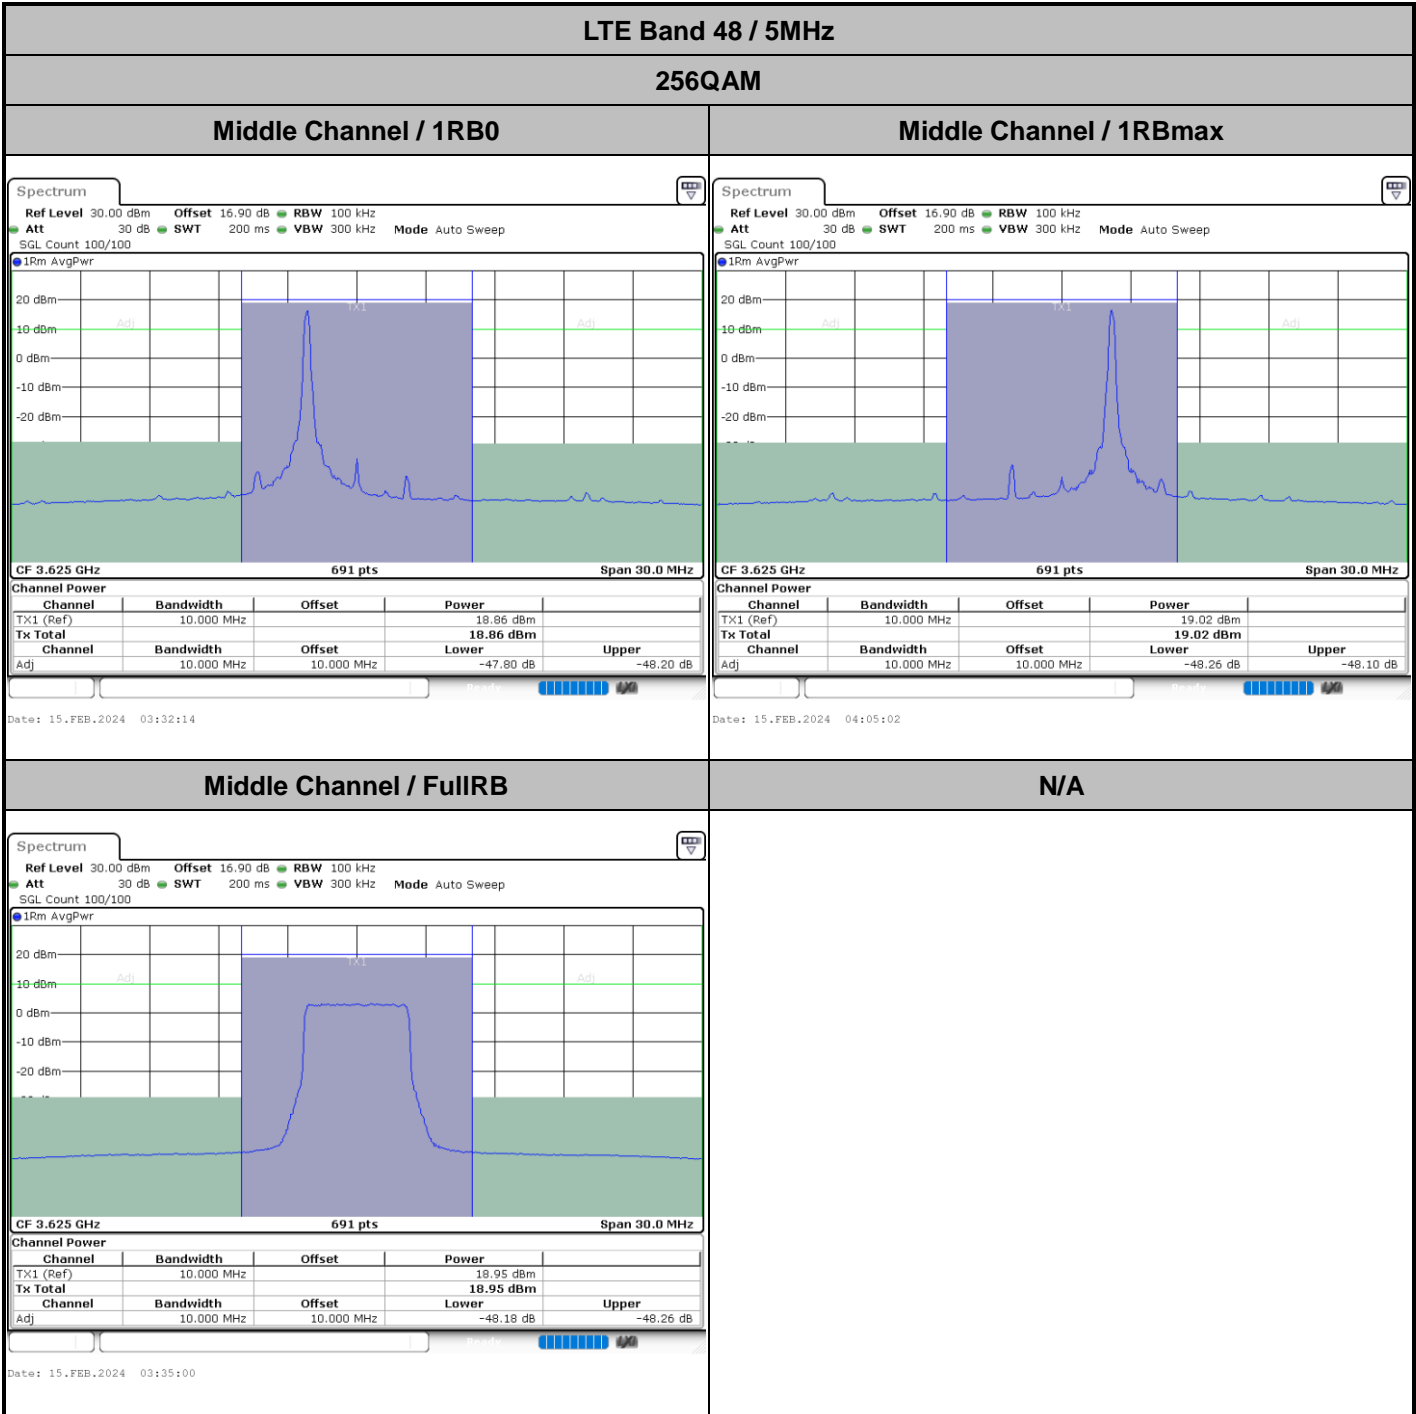 LTE Band 48 / 5MHz
256QAM
Middle Channel / 1RB0
Spectrum
Ref Level 30.00 dBm Offset 16.90 dB RBW 100 kHz
Att 30 dB SWT 200 ms VBW 300 kHz Mode Auto Sweep
SGL Count 100/100
1Rm AvgPwr
TX1
20 dBm
Adj Adj
10 dBm
0 dBm
-10 dBm
-20 dBm
CF 3.625 GHz 691 pts Span 30.0 MHz
Channel Power
Channel Bandwidth Offset Power
TX1 (Ref) 10.000 MHz 18.86 dBm
Tx Total 18.86 dBm
Channel Bandwidth Offset Lower Upper
Adj 10.000 MHz 10.000 MHz -47.80 dB -48.20 dB
Ready
Date: 15.FEB.2024 03:32:14
Middle Channel / 1RBmax
Spectrum
Ref Level 30.00 dBm Offset 16.90 dB RBW 100 kHz
Att 30 dB SWT 200 ms VBW 300 kHz Mode Auto Sweep
SGL Count 100/100
1Rm AvgPwr
TX1
20 dBm
Adj Adj
10 dBm
0 dBm
-10 dBm
-20 dBm
CF 3.625 GHz 691 pts Span 30.0 MHz
Channel Power
Channel Bandwidth Offset Power
TX1 (Ref) 10.000 MHz 19.02 dBm
Tx Total 19.02 dBm
Channel Bandwidth Offset Lower Upper
Adj 10.000 MHz 10.000 MHz -48.26 dB -48.10 dB
Ready
Date: 15.FEB.2024 04:05:02
Middle Channel / FullRB
Spectrum
Ref Level 30.00 dBm Offset 16.90 dB RBW 100 kHz
Att 30 dB SWT 200 ms VBW 300 kHz Mode Auto Sweep
SGL Count 100/100
1Rm AvgPwr
TX1
20 dBm
Adj Adj
10 dBm
0 dBm
-10 dBm
-20 dBm
CF 3.625 GHz 691 pts Span 30.0 MHz
Channel Power
Channel Bandwidth Offset Power
TX1 (Ref) 10.000 MHz 18.95 dBm
Tx Total 18.95 dBm
Channel Bandwidth Offset Lower Upper
Adj 10.000 MHz 10.000 MHz -48.18 dB -48.26 dB
Ready
Date: 15.FEB.2024 03:35:00
N/A